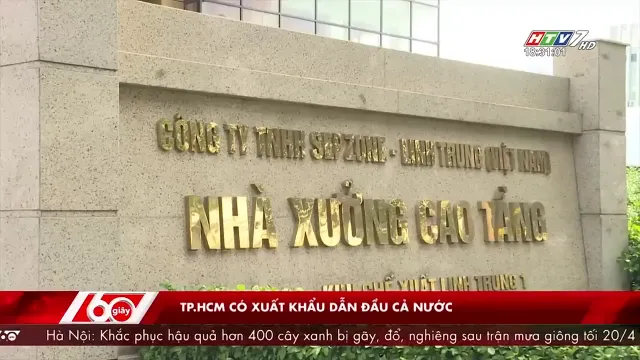 HTV7 HD
18:31:01
CÔNG TY TNHH SEPZONE - LINH TRUNG (VIỆT NAM)
NHÀ XƯỞNG CAO TẦNG
KHU CHẾ XUẤT LINH TRUNG 1
60 giây
TP.HCM CÓ XUẤT KHẨU DẪN ĐẦU CẢ NƯỚC
Hà Nội: Khắc phục hậu quả hơn 400 cây xanh bị gãy, đổ, nghiêng sau trận mưa giông tối 20/4